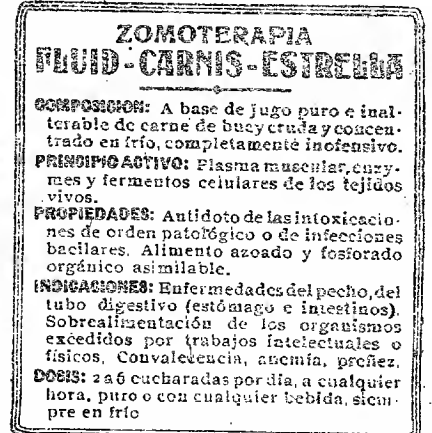 ZOMOTERAPIA
FLUID-CARNIS-ESTRELLA
COMPOSICION: A base de jugo puro e inal-
terable de carne de buey cruda y concen-
trado en frío, completamente inofensivo.
PRINCIPIO ACTIVO: Plasma muscular, enzy-
mes y fermentos celulares de los tejidos
vivos.
PROPIEDADES: Antidoto de las intoxicacio-
nes de orden patológico o de infecciones
bacilares. Alimento azoado y fosforado
orgánico asimilable.
INDICACIONES: Enfermedades del pecho, del
tubo digestivo (estómago e intestinos).
Sobrealimentación de los organismos
excedidos por trabajos intelectuales o
físicos, Convalecencia, anemia, preñez.
DOSIS: 2 a 6 cucharadas por día, a cualquier
hora, puro o con cualquier bebida, siem-
pre en frío